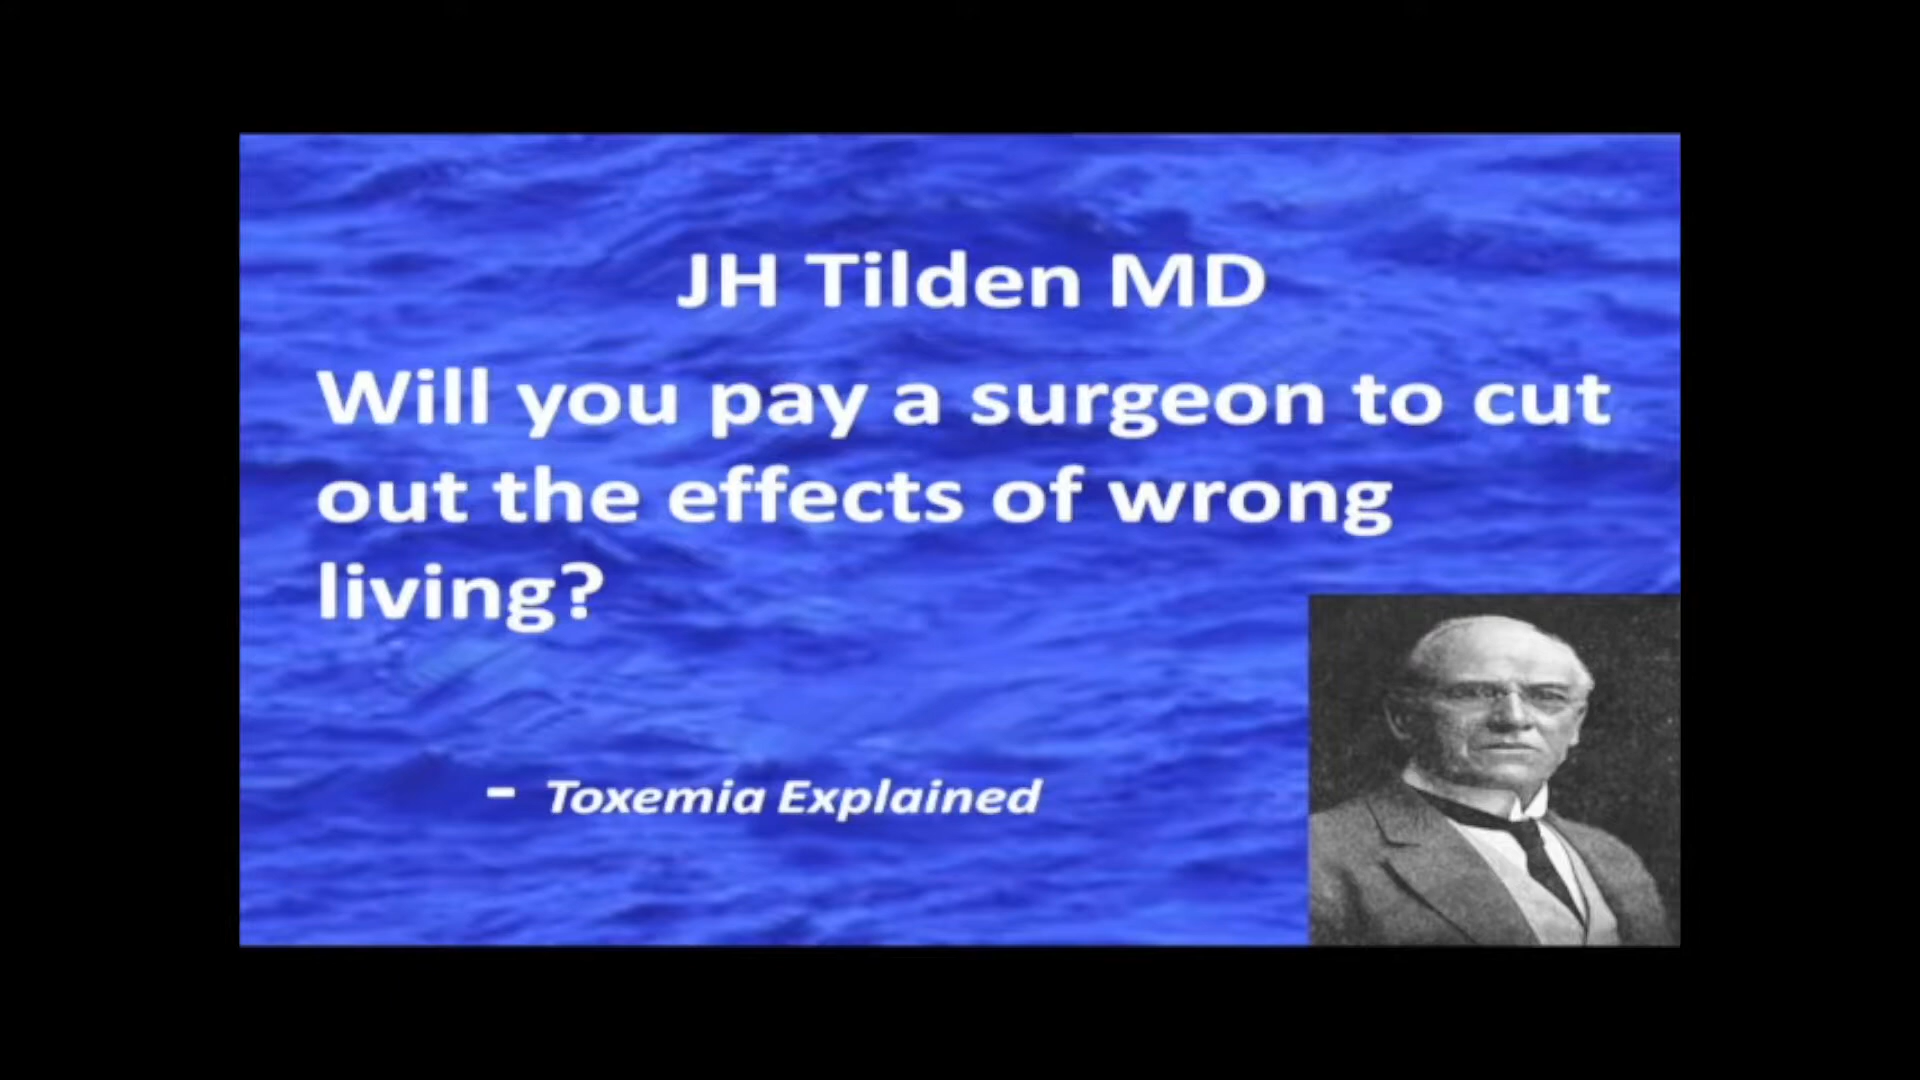 JH Tilden MD
Will you pay a surgeon to cut
out the effects of wrong
living?
- Toxemia Explained